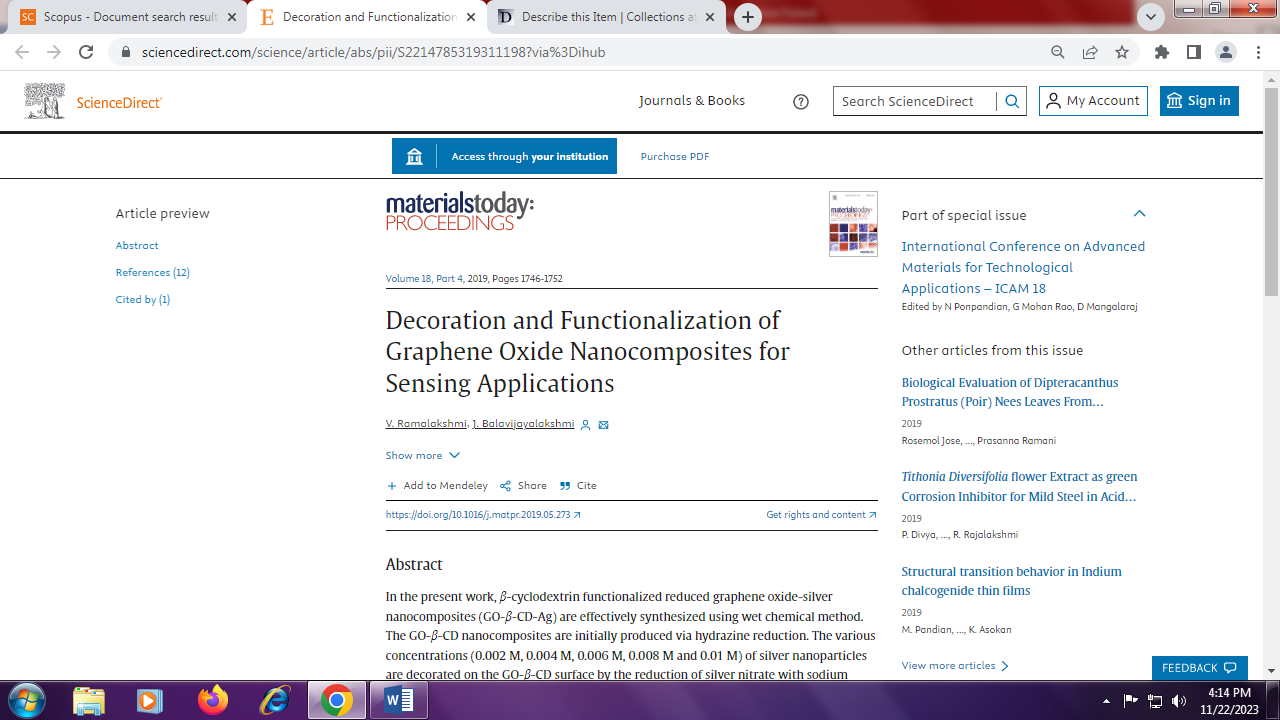 Scopus - Document search result
Decoration and Functionalization
Describe this Item | Collections at
sciencedirect.com/science/article/abs/pii/S2214785319311198?via%3Dihub
ScienceDirect
Journals & Books
Search ScienceDirect
My Account
Sign in
Access through your institution
Purchase PDF
Article preview
Abstract
References (12)
Cited by (1)
materialstoday:
PROCEEDINGS
materialstoday:
PROCEEDINGS
Volume 18, Part 4, 2019, Pages 1746-1752
Decoration and Functionalization of
Graphene Oxide Nanocomposites for
Sensing Applications
V. Ramalakshmi, J. Balavijayalakshmi
Show more
Add to Mendeley Share Cite
https://doi.org/10.1016/j.matpr.2019.05.273
Get rights and content
Abstract
In the present work, β-cyclodextrin functionalized reduced graphene oxide-silver
nanocomposites (GO-β-CD-Ag) are effectively synthesized using wet chemical method.
The GO-β-CD nanocomposites are initially produced via hydrazine reduction. The various
concentrations (0.002 M, 0.004 M, 0.006 M, 0.008 M and 0.01 M) of silver nanoparticles
are decorated on the GO-β-CD surface by the reduction of silver nitrate with sodium
Part of special issue
International Conference on Advanced
Materials for Technological
Applications – ICAM 18
Edited by N Ponpandian, G Mohan Rao, D Mangalaraj
Other articles from this issue
Biological Evaluation of Dipteracanthus
Prostratus (Poir) Nees Leaves From…
2019
Rosemol Jose, …, Prasanna Ramani
Tithonia Diversifolia flower Extract as green
Corrosion Inhibitor for Mild Steel in Acid…
2019
P. Divya, …, R. Rajalakshmi
Structural transition behavior in Indium
chalcogenide thin films
2019
M. Pandian, …, K. Asokan
View more articles
FEEDBACK
4:14 PM
11/22/2023